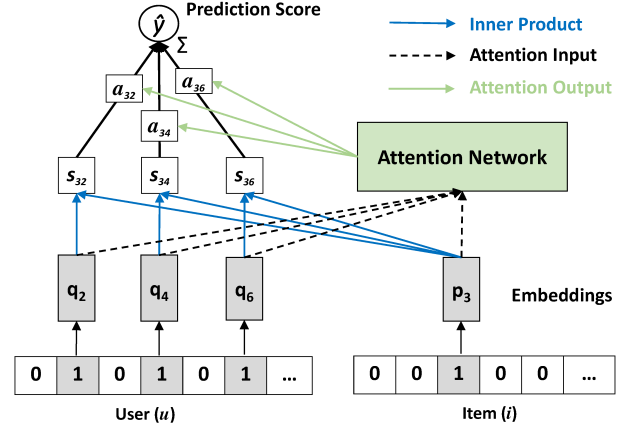 Prediction Score
ŷ
Σ
Inner Product
Attention Input
Attention Output
a32
a36
a34
Attention Network
s32
s34
s36
q2
q4
q6
p3
Embeddings
0 1 0 1 0 1 ...
0 0 1 0 0 ...
User (u)
Item (i)